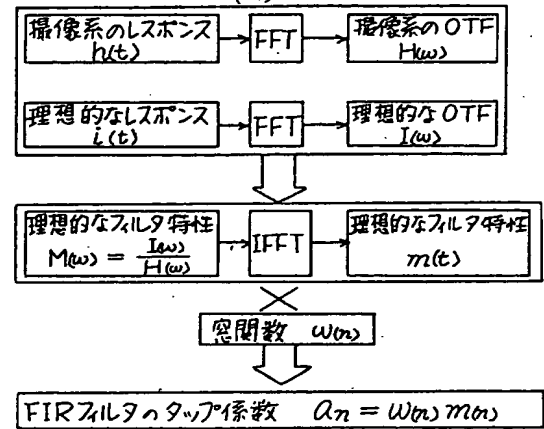 撮像系のレスポンス
h(t)
FFT
撮像系のOTF
H(ω)
理想的なレスポンス
i(t)
FFT
理想的なOTF
I(ω)
理想的なフィルタ特性
M(ω) = I(ω)/H(ω)
IFFT
理想的なフィルタ特性
m(t)
窓関数 ω(n)
FIRフィルタのタップ係数 an = ω(n) m(n)